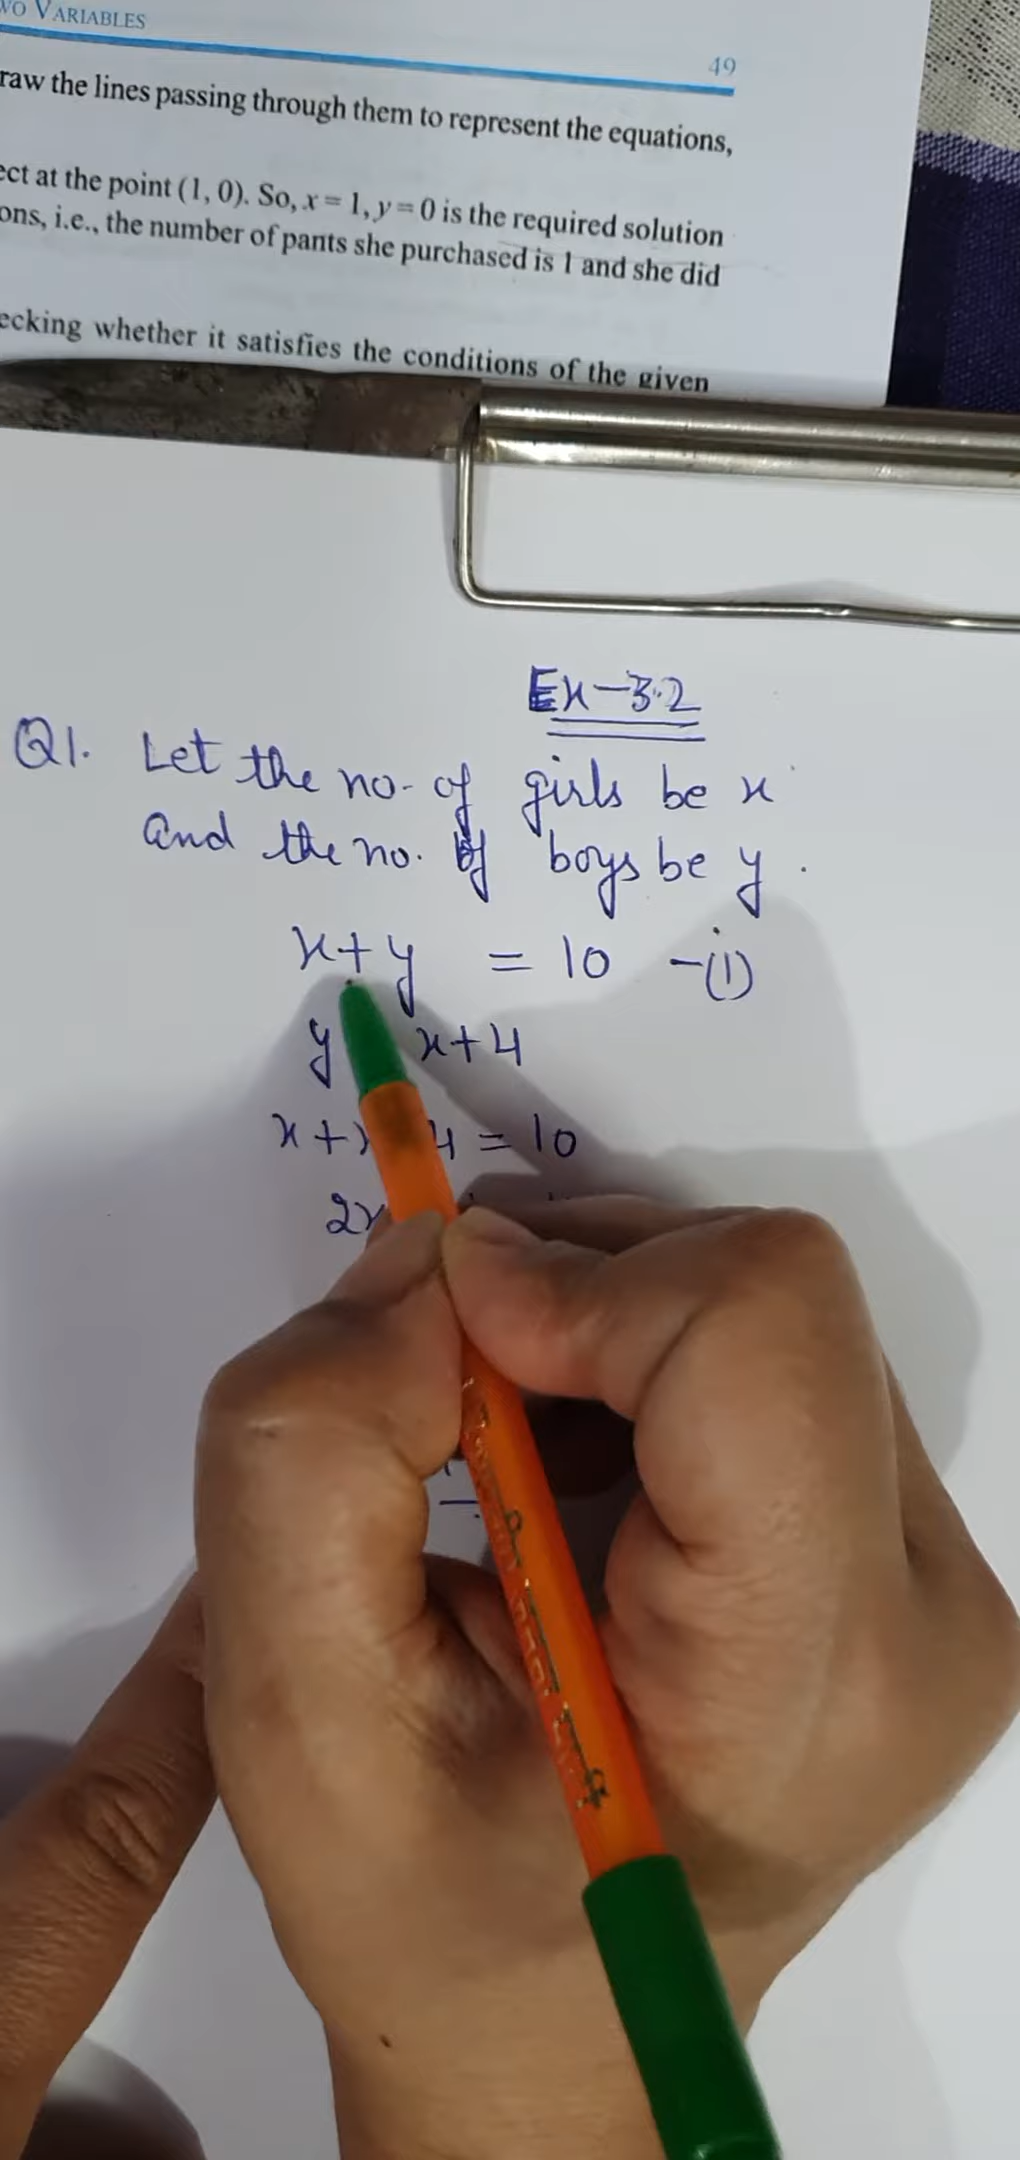 VARIABLES
49
raw the lines passing through them to represent the equations,
ect at the point (1, 0). So, x = 1, y = 0 is the required solution
ons, i.e., the number of pants she purchased is 1 and she did
ecking whether it satisfies the conditions of the given
Ex-3.2
Q1. Let the no. of girls be x
and the no. of boys be y.
x+y = 10 -(1)
y x+4
x+x 4 = 10
2x